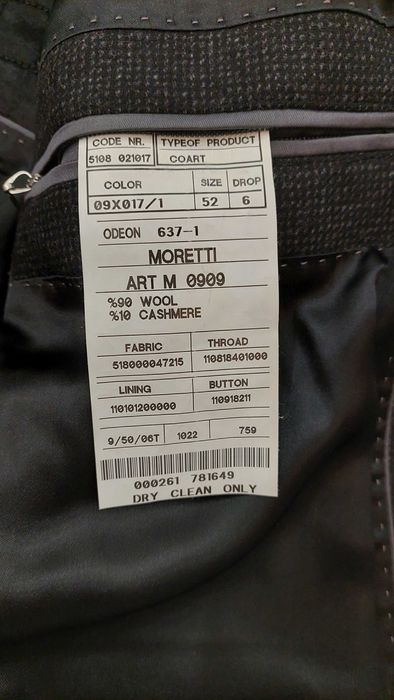 CODE NR. TYPEOF PRODUCT
5108 021017 COART
COLOR SIZE DROP
09X017/1 52 6
ODEON 637-1
MORETTI
ART M 0909
%90 WOOL
%10 CASHMERE
FABRIC THROAD
518000047215 110818401000
LINING BUTTON
110101200000 110918211
9/50/06T 1022 759
000261 781649
DRY CLEAN ONLY